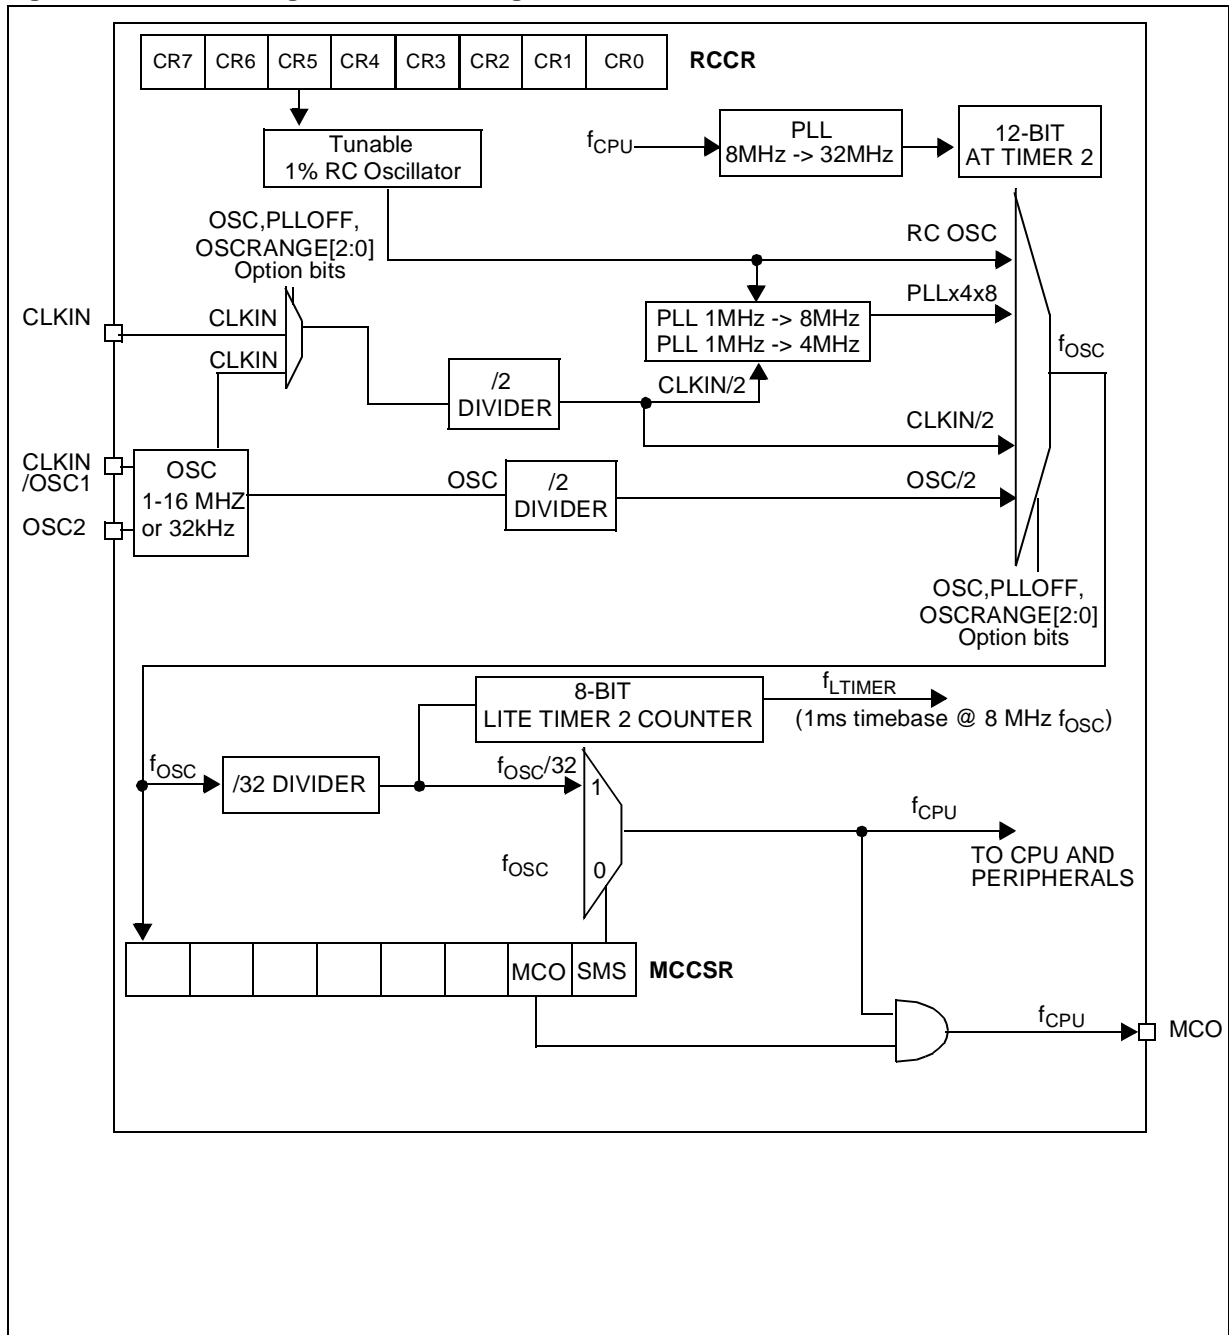 CR7 CR6 CR5 CR4 CR3 CR2 CR1 CR0 RCCR
Tunable
1% RC Oscillator
fCPU
PLL
8MHz -> 32MHz
12-BIT
AT TIMER 2
OSC,PLLOFF,
OSCRANGE[2:0]
Option bits
RC OSC
PLLx4x8
CLKIN
CLKIN
CLKIN
PLL 1MHz -> 8MHz
PLL 1MHz -> 4MHz
fOSC
/2
DIVIDER
CLKIN/2
CLKIN/2
CLKIN
/OSC1
OSC2
OSC
1-16 MHZ
or 32kHz
OSC
/2
DIVIDER
OSC/2
OSC,PLLOFF,
OSCRANGE[2:0]
Option bits
8-BIT
LITE TIMER 2 COUNTER
fLTIMER
(1ms timebase @ 8 MHz fOSC)
fOSC
/32 DIVIDER
fOSC/32
1
fOSC
0
fCPU
TO CPU AND
PERIPHERALS
MCO SMS MCCSR
fCPU
MCO